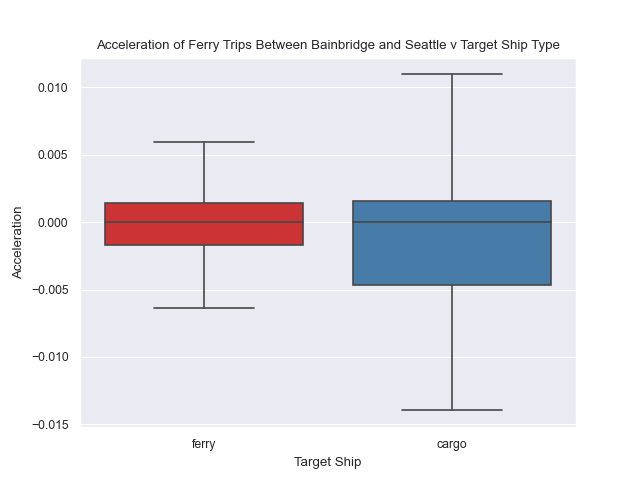 Acceleration of Ferry Trips Between Bainbridge and Seattle v Target Ship Type
0.010
0.005
0.000
−0.005
−0.010
−0.015
Acceleration
ferry
cargo
Target Ship